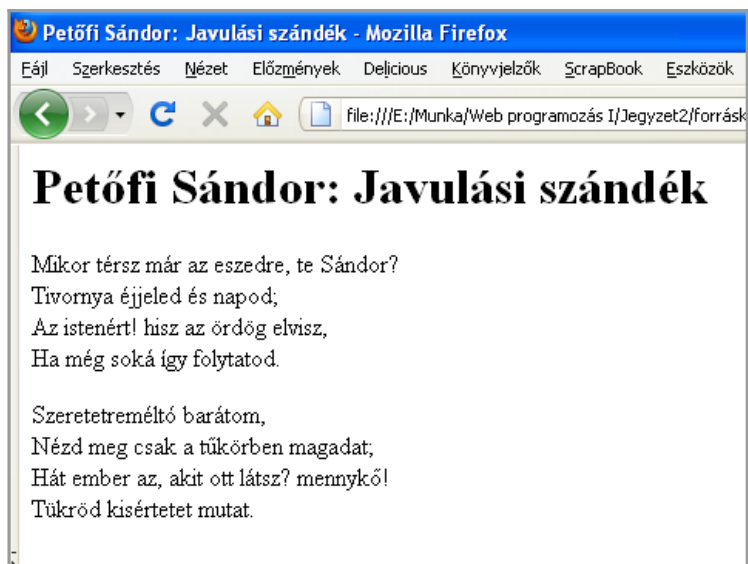 Petőfi Sándor: Javulási szándék - Mozilla Firefox
Fájl Szerkesztés Nézet Előzmények Delicious Könyvjelzők ScrapBook Eszközök
file:///E:/Munka/Web programozás I/Jegyzet2/forrásk
Petőfi Sándor: Javulási szándék
Mikor térsz már az eszedre, te Sándor?
Tivornya éjjeled és napod;
Az istenért! hisz az ördög elvisz,
Ha még soká így folytatod.
Szeretetreméltó barátom,
Nézd meg csak a tűkörben magadat;
Hát ember az, akit ott látsz? mennykő!
Tükröd kisértetet mutat.